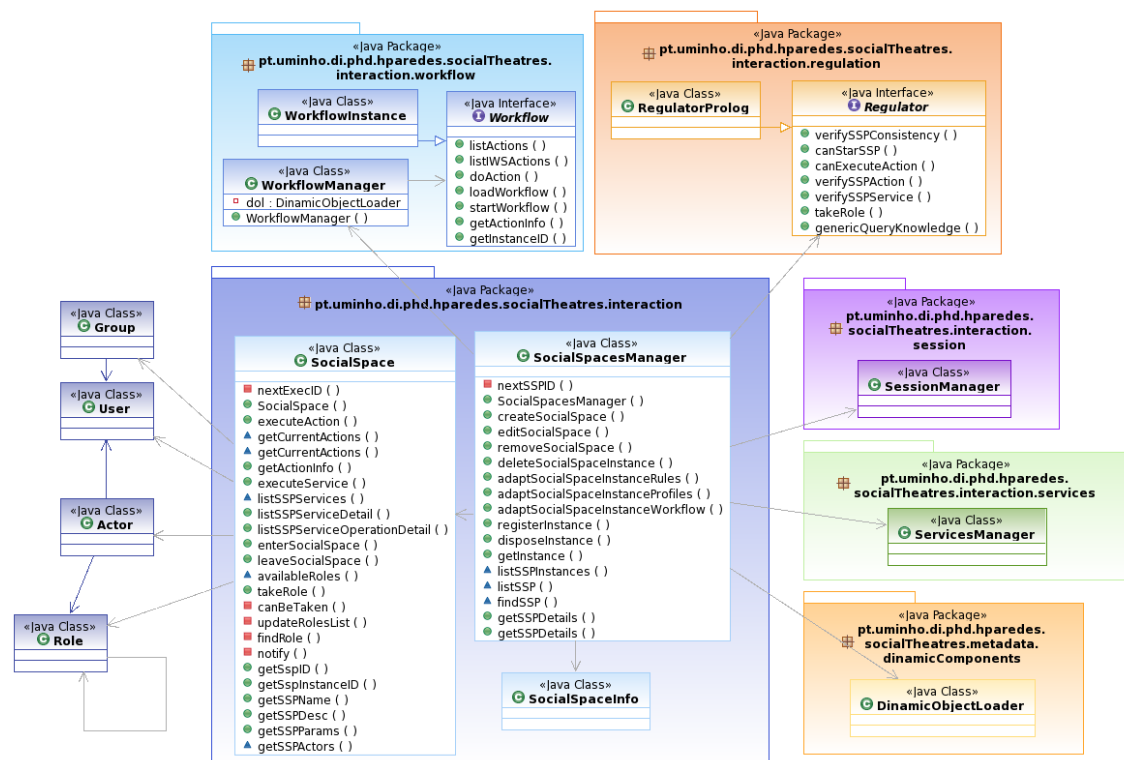 «Java Package»
pt.uminho.di.phd.hparedes.socialTheatres.
interaction.workflow
«Java Class»
WorkflowInstance
«Java Interface»
Workflow
listActions ( )
listIWSActions ( )
doAction ( )
loadWorkflow ( )
startWorkflow ( )
getActionInfo ( )
getInstanceID ( )
«Java Class»
WorkflowManager
dol : DinamicObjectLoader
WorkflowManager ( )
«Java Package»
pt.uminho.di.phd.hparedes.socialTheatres.
interaction.regulation
«Java Class»
RegulatorProlog
«Java Interface»
Regulator
verifySSPConsistency ( )
canStarSSP ( )
canExecuteAction ( )
verifySSPAction ( )
verifySSPService ( )
takeRole ( )
genericQueryKnowledge ( )
«Java Class»
Group
«Java Class»
User
«Java Class»
Actor
«Java Class»
Role
«Java Package»
pt.uminho.di.phd.hparedes.socialTheatres.interaction
«Java Class»
SocialSpace
nextExecID ( )
SocialSpace ( )
executeAction ( )
getCurrentActions ( )
getCurrentActions ( )
getActionInfo ( )
executeService ( )
listSSPServices ( )
listSSPServiceDetail ( )
listSSPServiceOperationDetail ( )
enterSocialSpace ( )
leaveSocialSpace ( )
availableRoles ( )
takeRole ( )
canBeTaken ( )
updateRolesList ( )
findRole ( )
notify ( )
getSspID ( )
getSspInstanceID ( )
getSSPName ( )
getSSPDesc ( )
getSSPParams ( )
getSSPActors ( )
«Java Class»
SocialSpacesManager
nextSSPID ( )
SocialSpacesManager ( )
createSocialSpace ( )
editSocialSpace ( )
removeSocialSpace ( )
deleteSocialSpaceInstance ( )
adaptSocialSpaceInstanceRules ( )
adaptSocialSpaceInstanceProfiles ( )
adaptSocialSpaceInstanceWorkflow ( )
registerInstance ( )
disposeInstance ( )
getInstance ( )
listSSPInstances ( )
listSSP ( )
findSSP ( )
getSSPDetails ( )
getSSPDetails ( )
«Java Class»
SocialSpaceInfo
«Java Package»
pt.uminho.di.phd.hparedes.
socialTheatres.interaction.
session
«Java Class»
SessionManager
«Java Package»
pt.uminho.di.phd.hparedes.
socialTheatres.interaction.services
«Java Class»
ServicesManager
«Java Package»
pt.uminho.di.phd.hparedes.
socialTheatres.metadata.
dinamicComponents
«Java Class»
DinamicObjectLoader